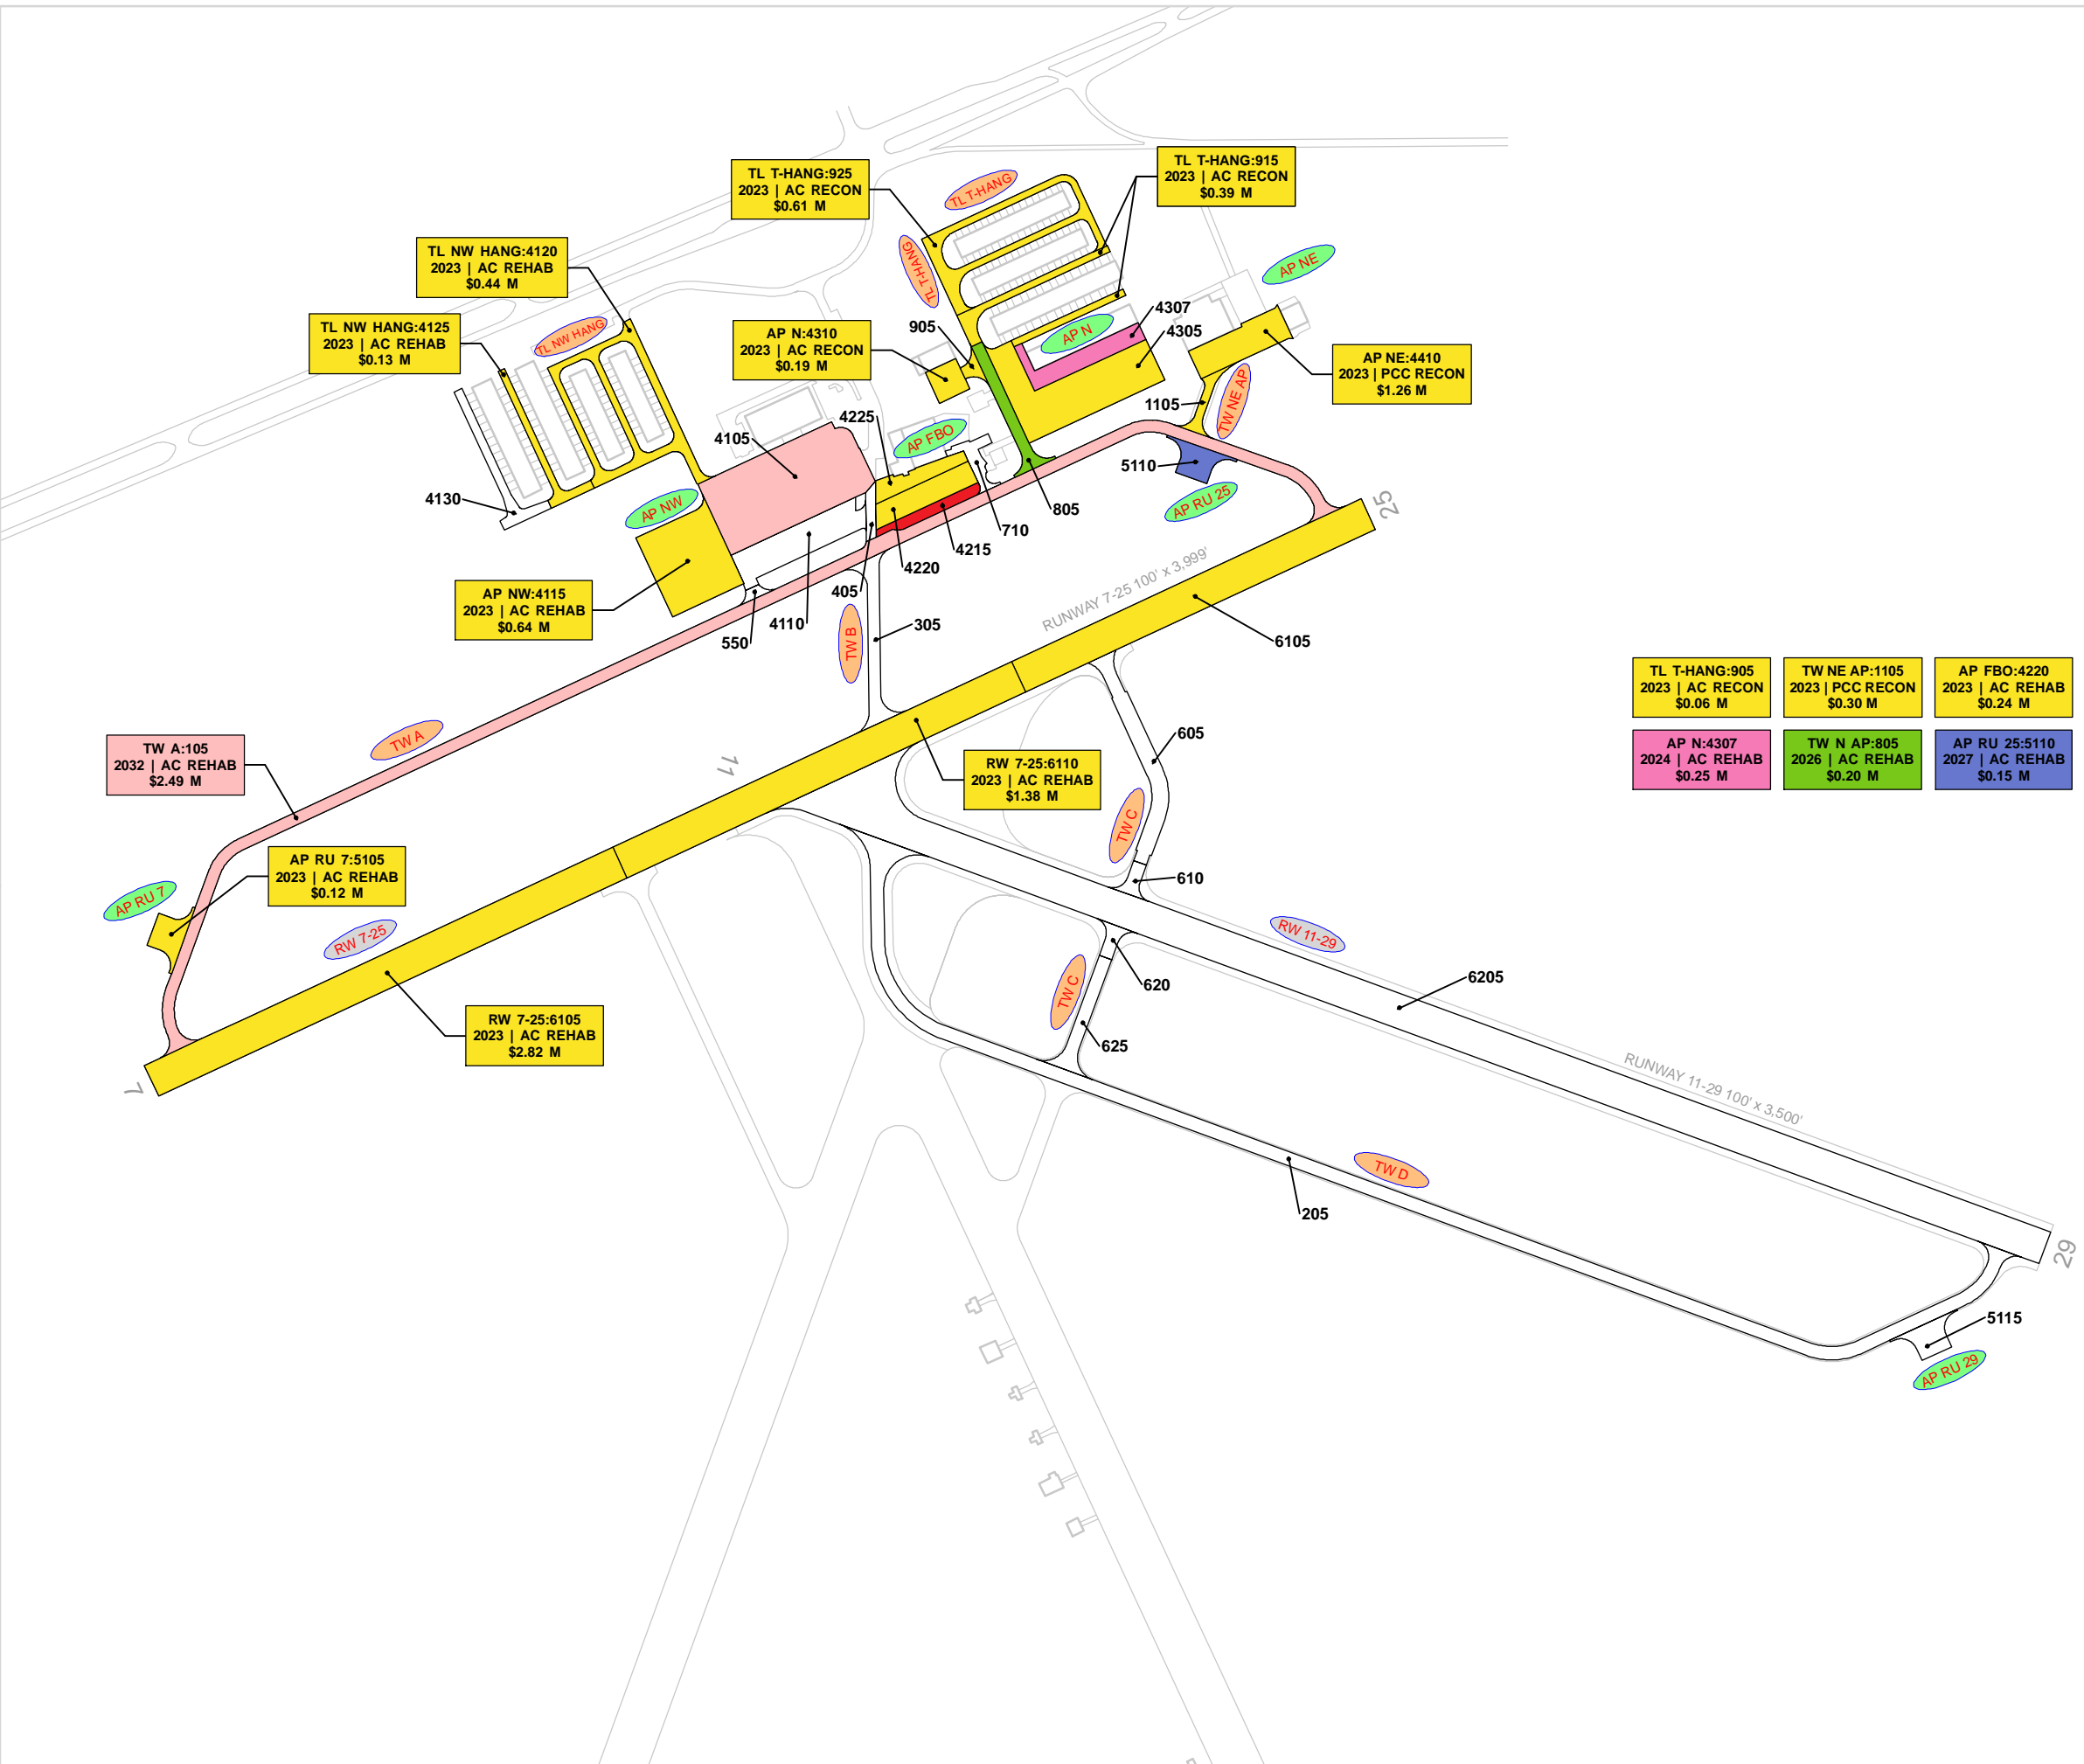 TL T-HANG:915
2023 | AC RECON
$0.39 M
TL T-HANG:925
2023 | AC RECON
$0.61 M
TL T-HANG
TL T-HANG
TL NW HANG:4120
2023 | AC REHAB
$0.44 M
AP NE
TL NW HANG:4125
2023 | AC REHAB
$0.13 M
TL NW HANG
AP N:4310
2023 | AC RECON
$0.19 M
905
AP N
4307
4305
AP NE:4410
2023 | PCC RECON
$1.26 M
1105
TW NE AP
4225
4105
AP FBO
5110
4130
AP NW
AP RU 25
25
805
710
4215
4220
405
4110
550
AP NW:4115
2023 | AC REHAB
$0.64 M
RUNWAY 7-25 100' x 3,999'
TW B
305
6105
TL T-HANG:905
2023 | AC RECON
$0.06 M
TW NE AP:1105
2023 | PCC RECON
$0.30 M
AP FBO:4220
2023 | AC REHAB
$0.24 M
AP N:4307
2024 | AC REHAB
$0.25 M
TW N AP:805
2026 | AC REHAB
$0.20 M
AP RU 25:5110
2027 | AC REHAB
$0.15 M
TW A
TW A:105
2032 | AC REHAB
$2.49 M
11
605
RW 7-25:6110
2023 | AC REHAB
$1.38 M
TW C
610
AP RU 7:5105
2023 | AC REHAB
$0.12 M
AP RU 7
RW 7-25
RW 11-29
620
6205
TW C
625
RW 7-25:6105
2023 | AC REHAB
$2.82 M
7
RUNWAY 11-29 100' x 3,500'
TW D
205
29
5115
AP RU 29